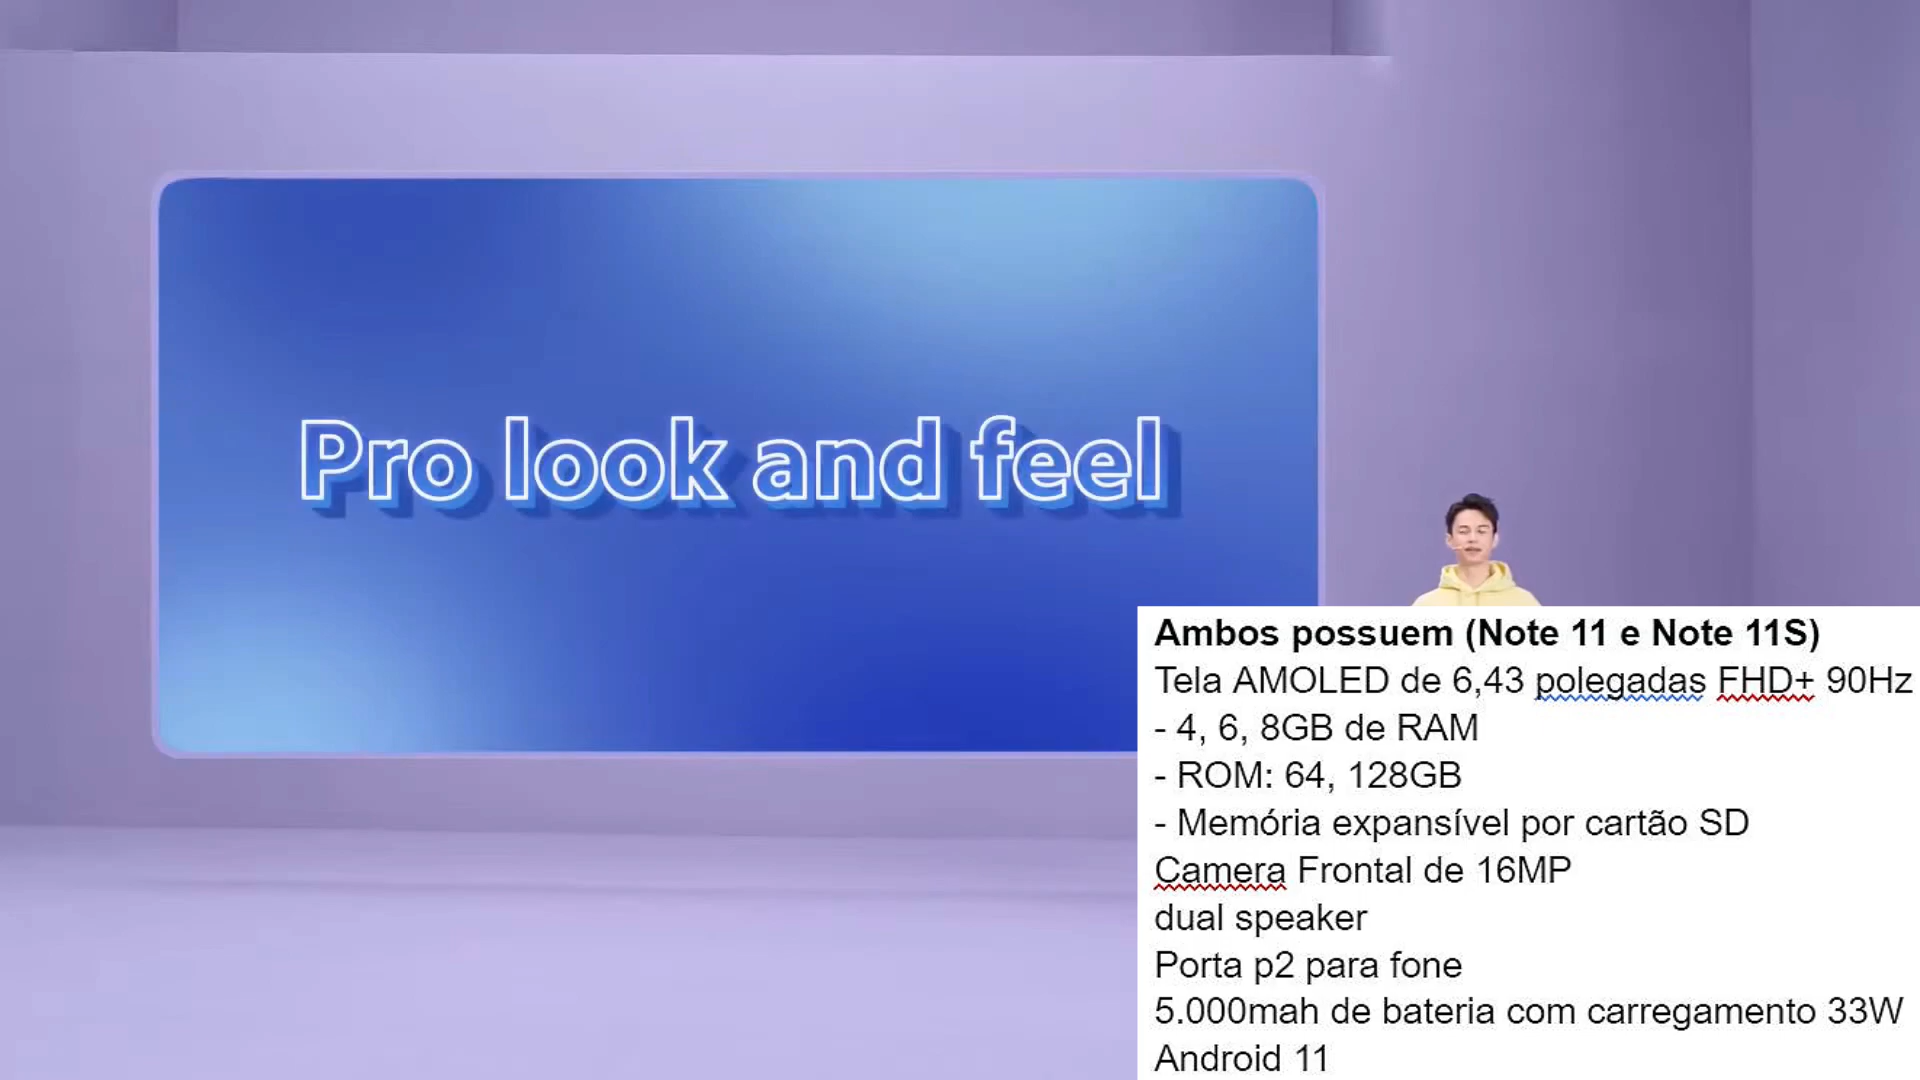 Pro look and feel
Ambos possuem (Note 11 e Note 11S)
Tela AMOLED de 6,43 polegadas FHD+ 90Hz
- 4, 6, 8GB de RAM
- ROM: 64, 128GB
- Memória expansível por cartão SD
Camera Frontal de 16MP
dual speaker
Porta p2 para fone
5.000mah de bateria com carregamento 33W
Android 11